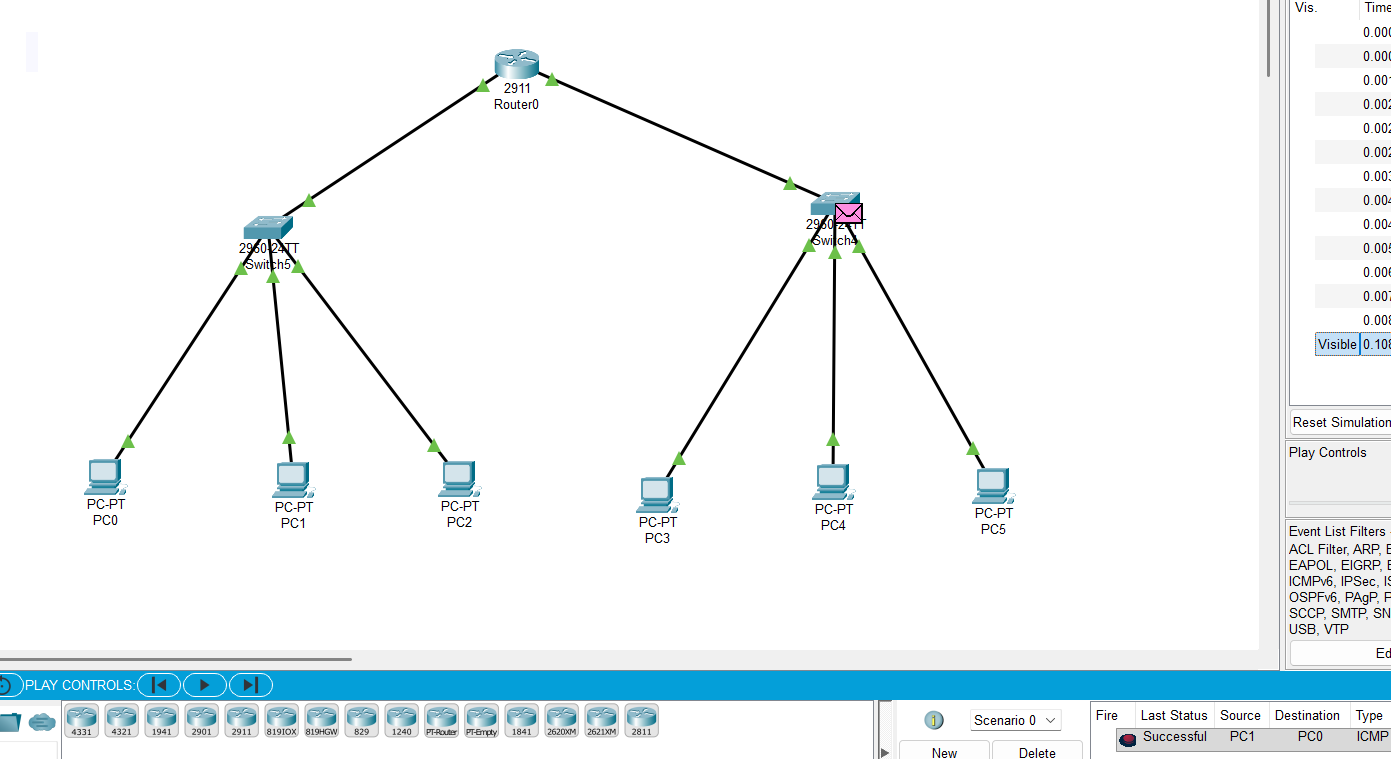 Vis.
Time
0.000
0.000
0.001
0.002
0.002
0.002
0.003
0.004
0.004
0.005
0.006
0.007
0.008
Visible 0.108
Reset Simulation
Play Controls
Event List Filters -
ACL Filter, ARP,
EAPOL, EIGRP,
ICMPv6, IPSec,
OSPFv6, PAgP,
SCCP, SMTP,
USB, VTP
2911
Router0
2960-24TT
Switch5
2960-24TT
Switch4
PC-PT
PC0
PC-PT
PC1
PC-PT
PC2
PC-PT
PC3
PC-PT
PC4
PC-PT
PC5
PLAY CONTROLS:
4331
4321
1941
2901
2911
819IOX
819HGW
829
1240
PT-Router
PT-Empty
1841
2620XM
2621XM
2811
Scenario 0
New
Delete
Fire Last Status Source Destination Type
Successful PC1 PC0 ICMP